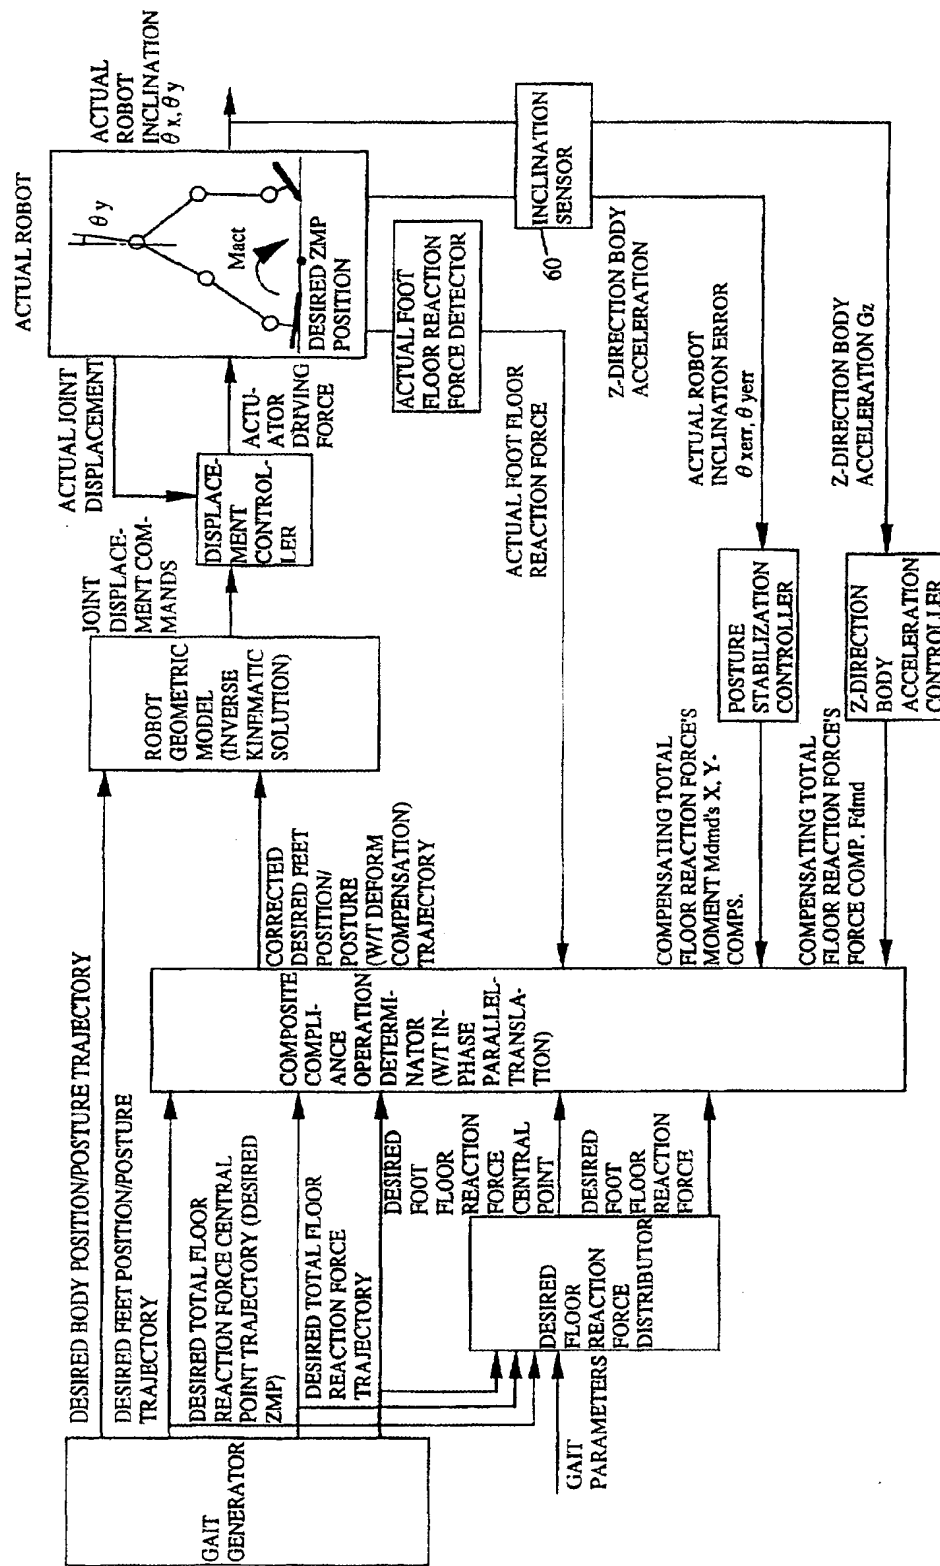 GAIT
GENERATOR
DESIRED BODY POSITION/POSTURE TRAJECTORY
DESIRED FEET POSITION/POSTURE
TRAJECTORY
DESIRED TOTAL FLOOR
REACTION FORCE CENTRAL
POINT TRAJECTORY (DESIRED
ZMP)
DESIRED TOTAL FLOOR
REACTION FORCE
TRAJECTORY
GAIT
PARAMETERS
DESIRED
FLOOR
REACTION
FORCE
DISTRIBUTOR
DESIRED
FOOT
FLOOR
REACTION
FORCE
CENTRAL
POINT
DESIRED
FOOT
FLOOR
REACTION
FORCE
COMPOSITE
COMPLI-
ANCE
OPERATION
DETERMI-
NATOR
(W/T IN-
PHASE
PARALLEL-
TRANSLA-
TION)
CORRECTED
DESIRED FEET
POSITION/
POSTURE
(W/T DEFORM
COMPENSATION)
TRAJECTORY
ROBOT
GEOMETRIC
MODEL
(INVERSE
KINEMATIC
SOLUTION)
JOINT
DISPLACE-
MENT COM-
MANDS
DISPLACE-
MENT
CONTROL-
LER
ACTUAL JOINT
DISPLACEMENT
ACTU-
ATOR
DRIVING
FORCE
ACTUAL ROBOT
θ y
Mact
DESIRED ZMP
POSITION
ACTUAL
ROBOT
INCLINATION
θ x, θ y
ACTUAL FOOT
FLOOR REACTION
FORCE DETECTOR
ACTUAL FOOT FLOOR
REACTION FORCE
INCLINATION
SENSOR
60
Z-DIRECTION BODY
ACCELERATION
ACTUAL ROBOT
INCLINATION ERROR
θ xerr, θ yerr
Z-DIRECTION BODY
ACCELERATION Gz
POSTURE
STABILIZATION
CONTROLLER
Z-DIRECTION
BODY
ACCELERATION
CONTROLLER
COMPENSATING TOTAL
FLOOR REACTION FORCE'S
MOMENT Mdmd's X, Y-
COMPS.
COMPENSATING TOTAL
FLOOR REACTION FORCE'S
FORCE COMP. Fdmd